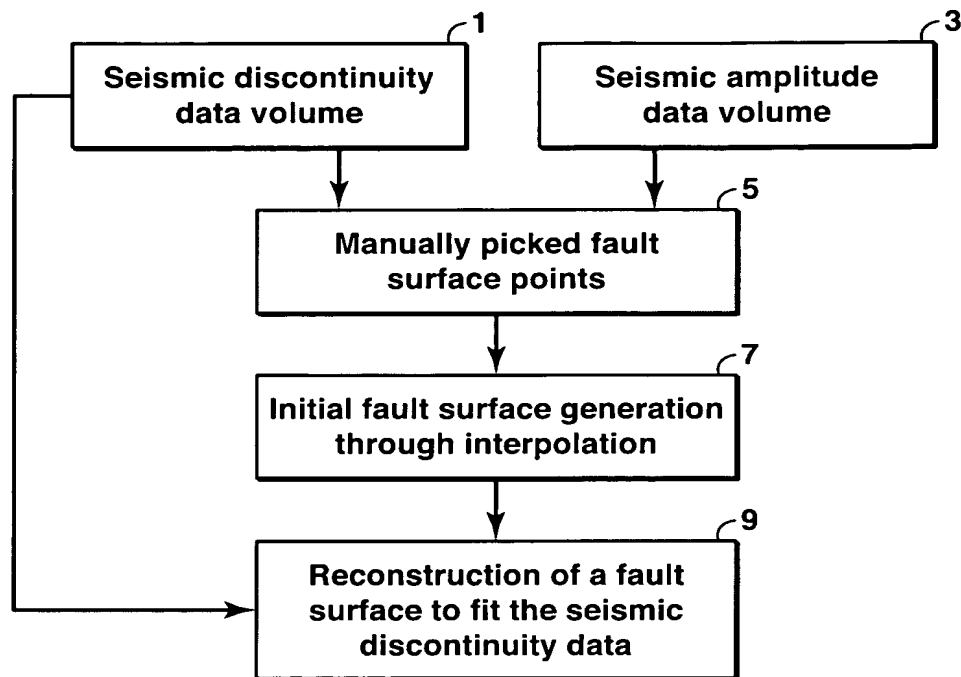 1
Seismic discontinuity
data volume
3
Seismic amplitude
data volume
5
Manually picked fault
surface points
7
Initial fault surface generation
through interpolation
9
Reconstruction of a fault
surface to fit the seismic
discontinuity data